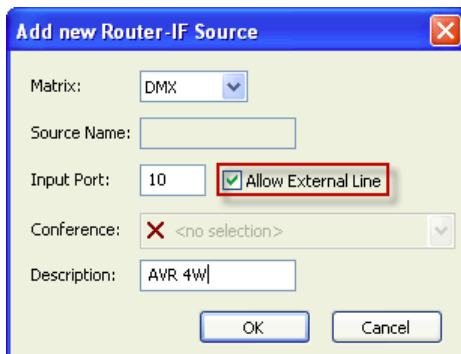 Add new Router-IF Source
Matrix: DMX
Source Name:
Input Port: 10 Allow External Line
Conference: <no selection>
Description: AVR 4W
OK Cancel